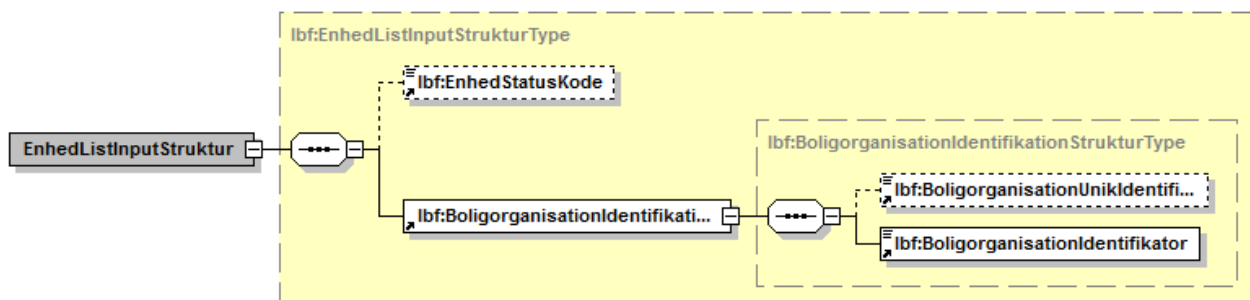 lbf:EnhedListInputStrukturType
lbf:EnhedStatusKode
EnhedListInputStruktur
lbf:BoligorganisationIdentifikationStrukturType
lbf:BoligorganisationUnikIdentifi...
lbf:BoligorganisationIdentifikati...
lbf:BoligorganisationIdentifikator